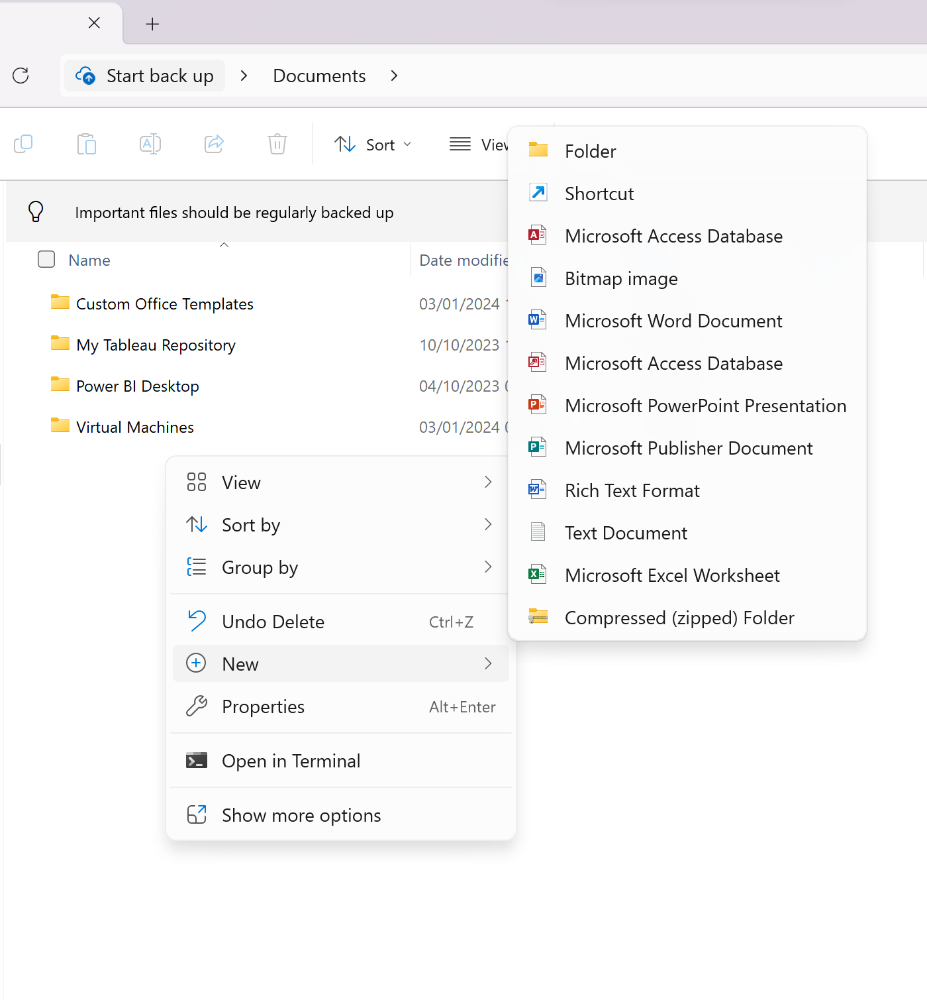 Start back up > Documents >
Sort View
Important files should be regularly backed up
Name Date
Custom Office Templates 03/01/2024
My Tableau Repository 10/10/2023
Power BI Desktop 04/10/2023
Virtual Machines 03/01/2024
View
Sort by
Group by
Undo Delete Ctrl+Z
New
Properties Alt+Enter
Open in Terminal
Show more options
Folder
Shortcut
Microsoft Access Database
Bitmap image
Microsoft Word Document
Microsoft Access Database
Microsoft PowerPoint Presentation
Microsoft Publisher Document
Rich Text Format
Text Document
Microsoft Excel Worksheet
Compressed (zipped) Folder